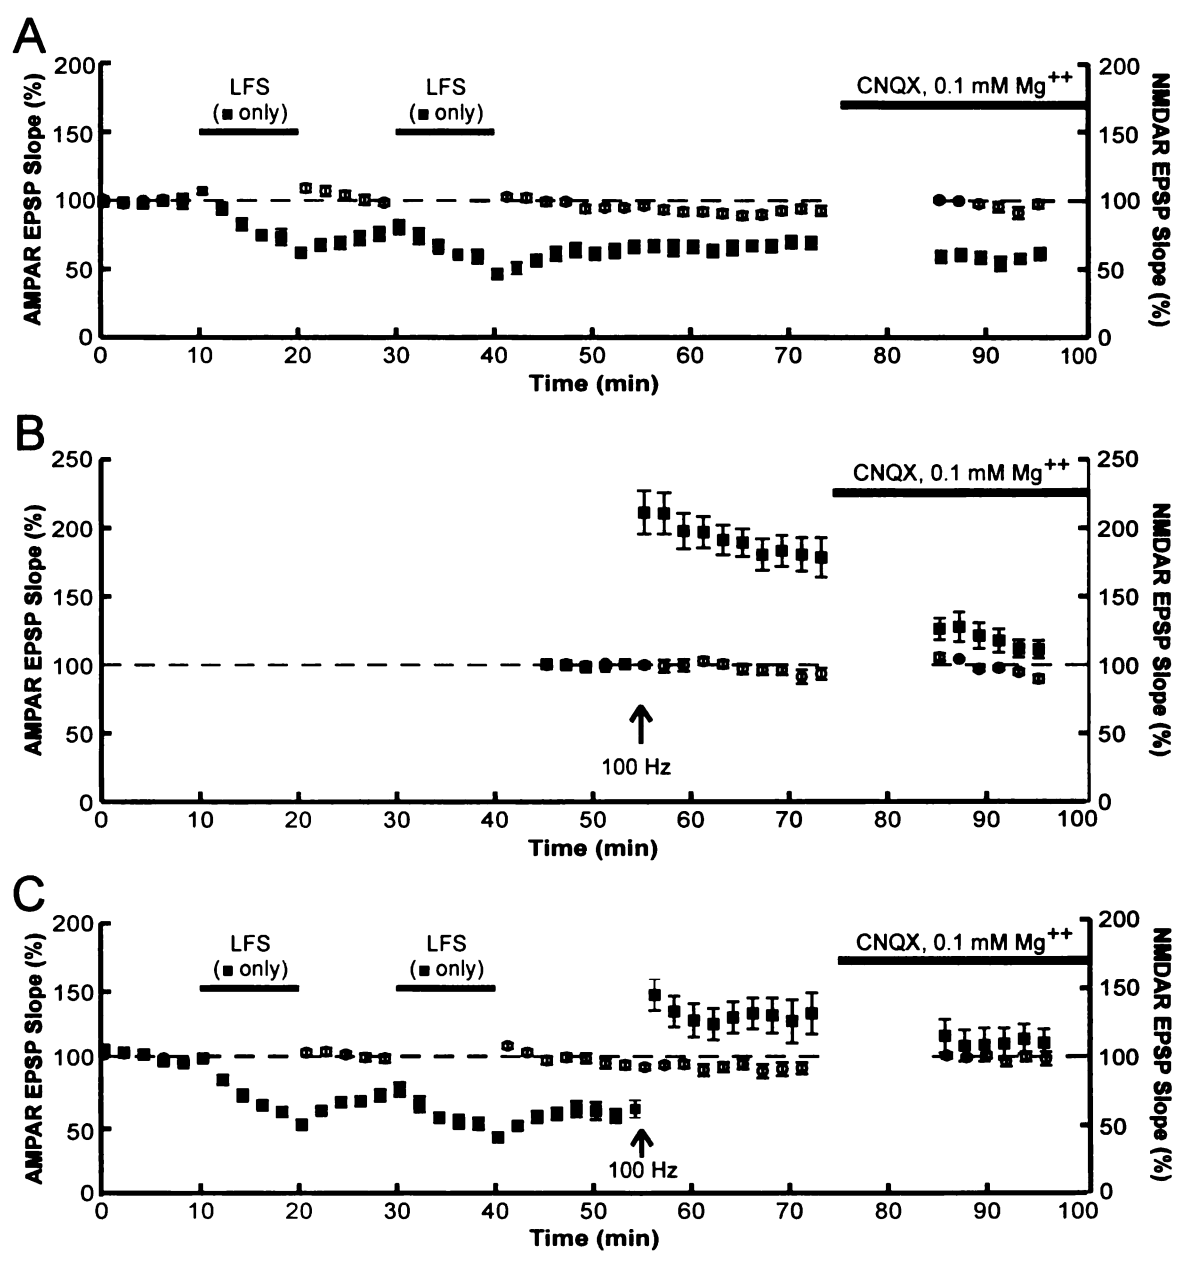 A
AMPAR EPSP Slope (%)
200
150
100
50
0
LFS
(■ only)
LFS
(■ only)
CNQX, 0.1 mM Mg++
200
150
100
50
0
NMDAR EPSP Slope (%)
0 10 20 30 40 50 60 70 80 90 100
Time (min)
B
AMPAR EPSP Slope (%)
250
200
150
100
50
0
CNQX, 0.1 mM Mg++
100 Hz
250
200
150
100
50
0
NMDAR EPSP Slope (%)
0 10 20 30 40 50 60 70 80 90 100
Time (min)
C
AMPAR EPSP Slope (%)
200
150
100
50
0
LFS
(■ only)
LFS
(■ only)
CNQX, 0.1 mM Mg++
100 Hz
200
150
100
50
0
NMDAR EPSP Slope (%)
0 10 20 30 40 50 60 70 80 90 100
Time (min)